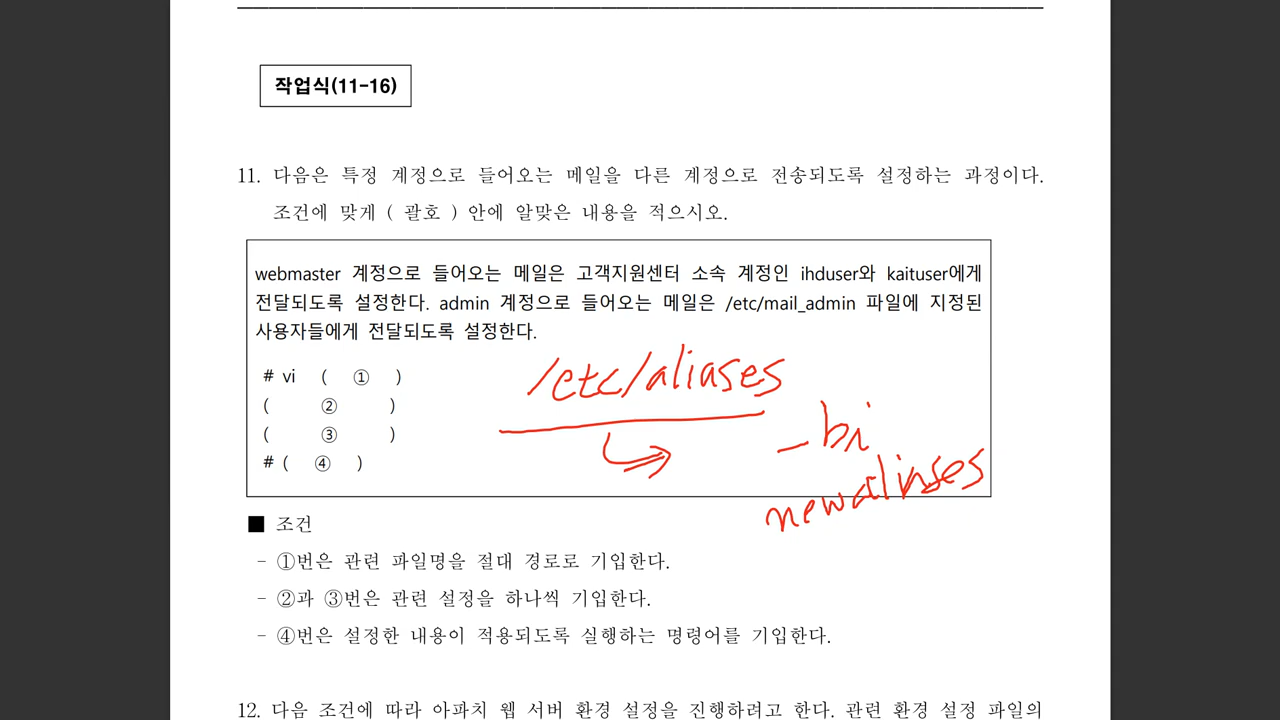 작업식(11-16)
11. 다음은 특정 계정으로 들어오는 메일을 다른 계정으로 전송되도록 설정하는 과정이다.
조건에 맞게 ( 괄호 ) 안에 알맞은 내용을 적으시오.
webmaster 계정으로 들어오는 메일은 고객지원센터 소속 계정인 ihduser와 kaituser에게
전달되도록 설정한다. admin 계정으로 들어오는 메일은 /etc/mail_admin 파일에 지정된
사용자들에게 전달되도록 설정한다.
# vi ( ① )
/etc/aliases
( ② )
( ③ )
-bi
# ( ④ )
newalinses
■ 조건
- ①번은 관련 파일명을 절대 경로로 기입한다.
- ②과 ③번은 관련 설정을 하나씩 기입한다.
- ④번은 설정한 내용이 적용되도록 실행하는 명령어를 기입한다.
12. 다음 조건에 따라 아파치 웹 서버 환경 설정을 진행하려고 한다. 관련 환경 설정 파일의